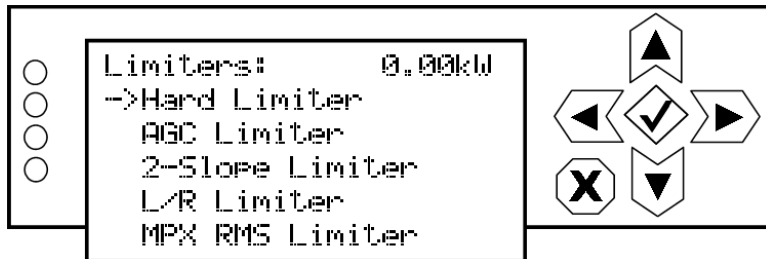 Limiters: 0.00kW
->Hard Limiter
AGC Limiter
2-Slope Limiter
L/R Limiter
MPX RMS Limiter
X